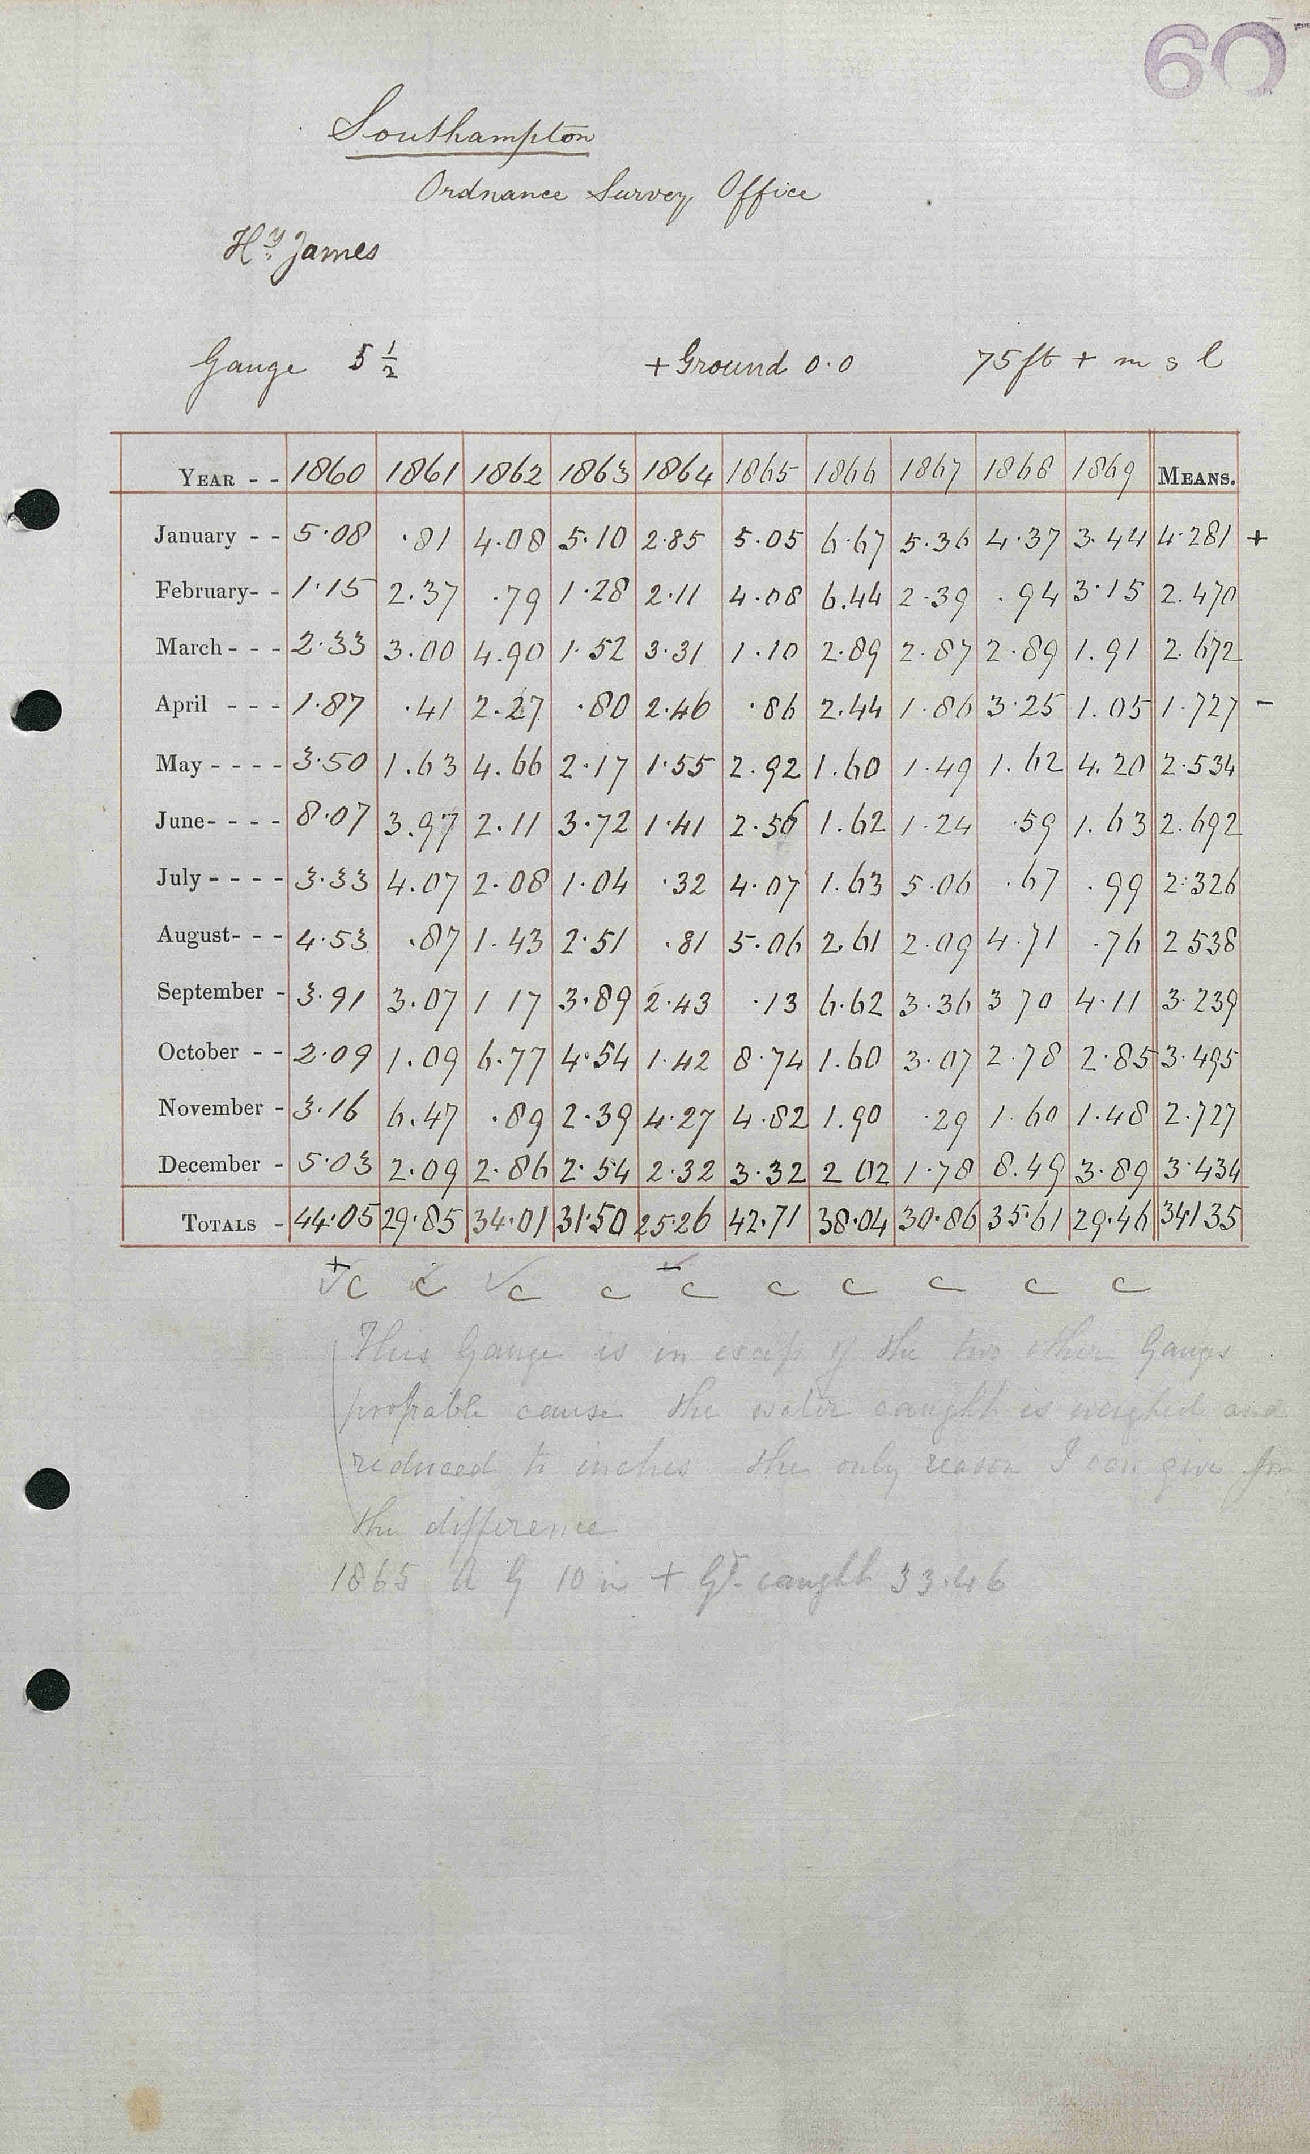 60
Southampton
Ordnance Survey Office
Hy James
Gauge 5 1/2 + Ground 0.0 75 ft + m s l
YEAR - - 1860 1861 1862 1863 1864 1865 1866 1867 1868 1869 MEANS.
January - - 5.08 .81 4.08 5.10 2.85 5.05 6.67 5.36 4.37 3.44 4.281 +
February- - 1.15 2.37 .79 1.28 2.11 4.08 6.44 2.39 .94 3.15 2.470
March - - - 2.33 3.00 4.90 1.52 3.31 1.10 2.89 2.87 2.89 1.91 2.672
April - - - 1.87 .41 2.27 .80 2.46 .86 2.44 1.86 3.25 1.05 1.727 -
May - - - - 3.50 1.63 4.66 2.17 1.55 2.92 1.60 1.49 1.62 4.20 2.534
June- - - - 8.07 3.97 2.11 3.72 1.41 2.56 1.62 1.24 .59 1.63 2.692
July - - - - 3.33 4.07 2.08 1.04 .32 4.07 1.63 5.06 .67 .99 2.326
August- - - 4.53 .87 1.43 2.51 .81 5.06 2.61 2.09 4.71 .76 2 538
September - 3.91 3.07 1 17 3.89 2.43 .13 6.62 3.36 3 70 4.11 3.239
October - - 2.09 1.09 6.77 4.54 1.42 8.74 1.60 3.07 2.78 2.85 3.495
November - 3.16 6.47 .89 2.39 4.27 4.82 1.90 .29 1.60 1.48 2.727
December - 5.03 2.09 2.86 2.54 2.32 3.32 2 02 1.78 8.49 3.89 3.434
TOTALS - 44.05 29.85 34.01 31.50 25.26 42.71 38.04 30.86 35.61 29.46 34.135
+ -
✓c c ✓c c c c c c c c
This Gauge is in excess of the two other Gauges
probable cause the water caught is weighed and
reduced to inches the only reason I can give for
the difference
1865 A G 10 in + Gd. caught 33.46